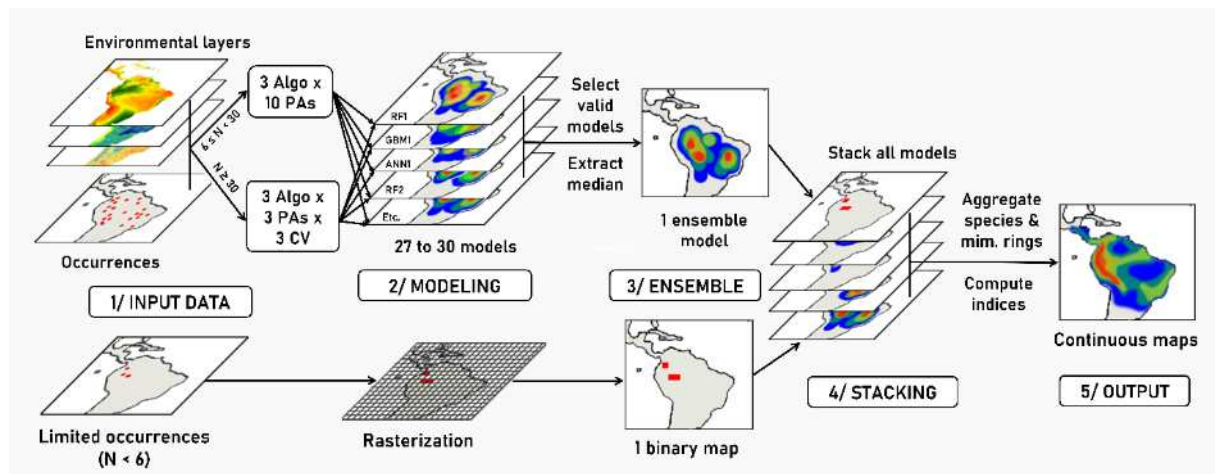 Environmental layers
Occurrences
1/ INPUT DATA
6 ≤ N < 30
N ≥ 30
3 Algo x
10 PAs
3 Algo x
3 PAs x
3 CV
RF1
GBM1
ANN1
RF2
Etc.
27 to 30 models
2/ MODELING
Select
valid
models
Extract
median
1 ensemble
model
3/ ENSEMBLE
Limited occurrences
(N < 6)
Rasterization
1 binary map
Stack all models
4/ STACKING
Aggregate
species &
mim. rings
Compute
indices
Continuous maps
5/ OUTPUT